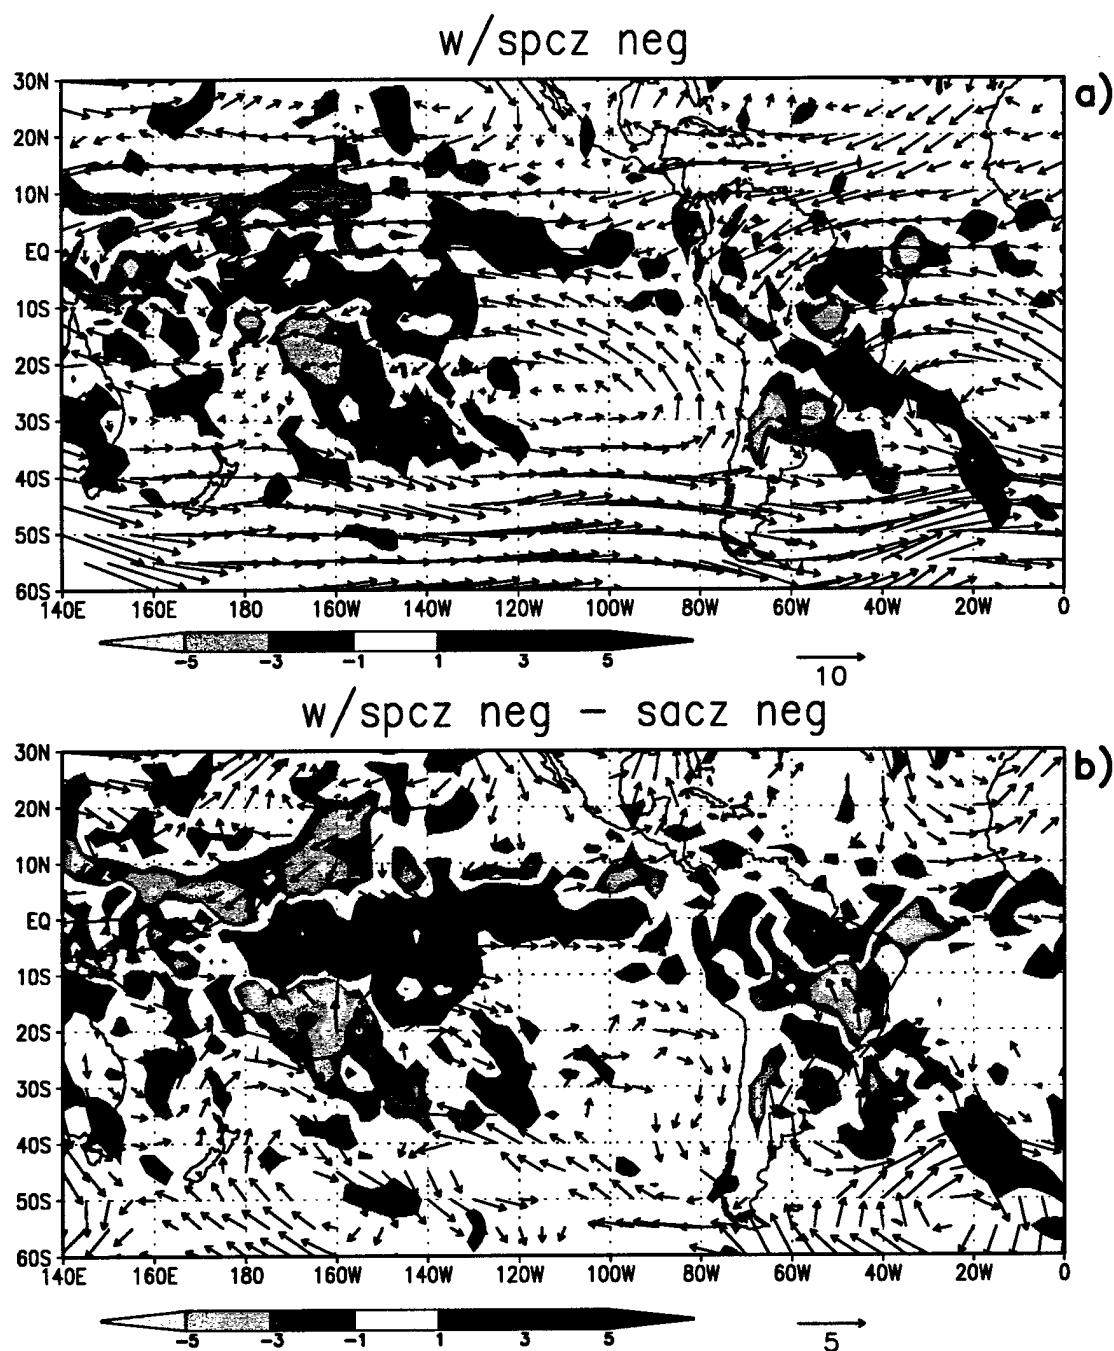 w/spcz neg
a)
30N
20N
10N
EQ
10S
20S
30S
40S
50S
60S
140E 160E 180 160W 140W 120W 100W 80W 60W 40W 20W 0
-5 -3 -1 1 3 5
10
w/spcz neg – sacz neg
b)
30N
20N
10N
EQ
10S
20S
30S
40S
50S
60S
140E 160E 180 160W 140W 120W 100W 80W 60W 40W 20W 0
-5 -3 -1 1 3 5
5